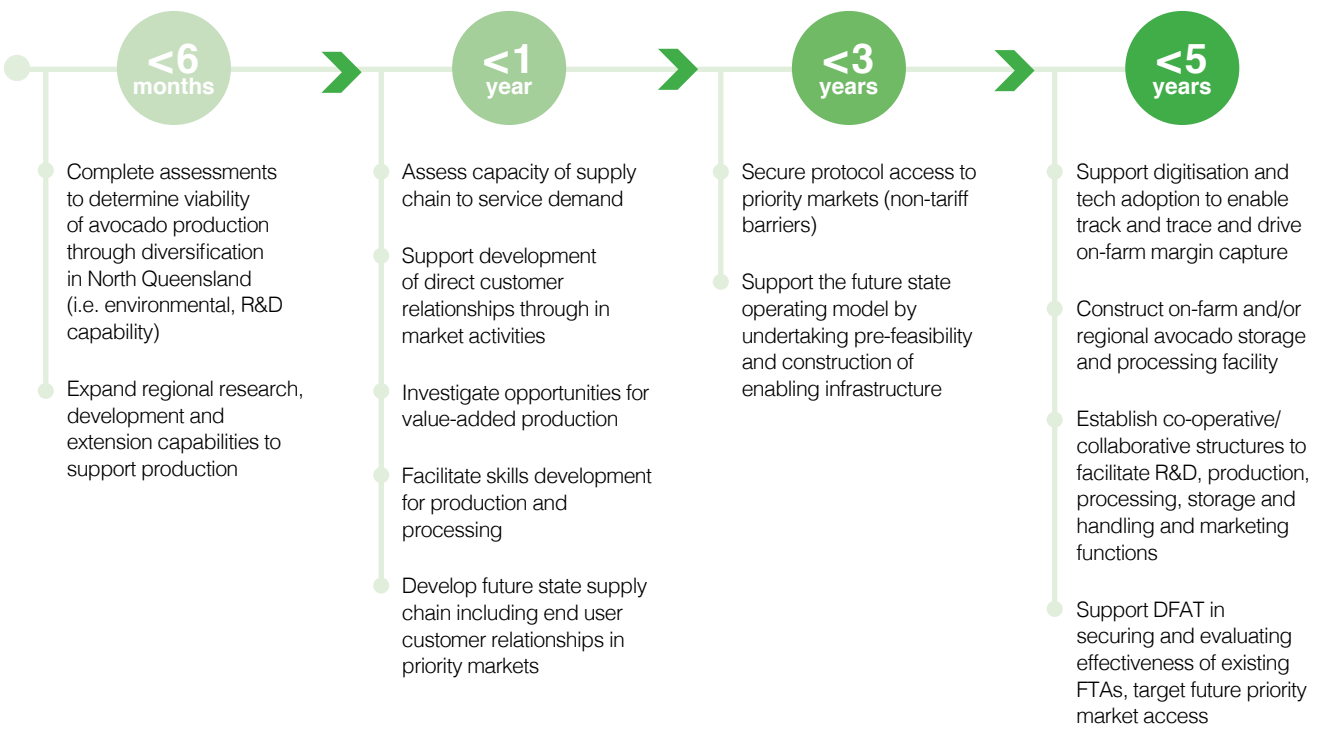 <6
months
Complete assessments
to determine viability
of avocado production
through diversification
in North Queensland
(i.e. environmental, R&D
capability)
Expand regional research,
development and
extension capabilities to
support production
<1
year
Assess capacity of supply
chain to service demand
Support development
of direct customer
relationships through in
market activities
Investigate opportunities for
value-added production
Facilitate skills development
for production and
processing
Develop future state supply
chain including end user
customer relationships in
priority markets
<3
years
Secure protocol access to
priority markets (non-tariff
barriers)
Support the future state
operating model by
undertaking pre-feasibility
and construction of
enabling infrastructure
<5
years
Support digitisation and
tech adoption to enable
track and trace and drive
on-farm margin capture
Construct on-farm and/or
regional avocado storage
and processing facility
Establish co-operative/
collaborative structures to
facilitate R&D, production,
processing, storage and
handling and marketing
functions
Support DFAT in
securing and evaluating
effectiveness of existing
FTAs, target future priority
market access